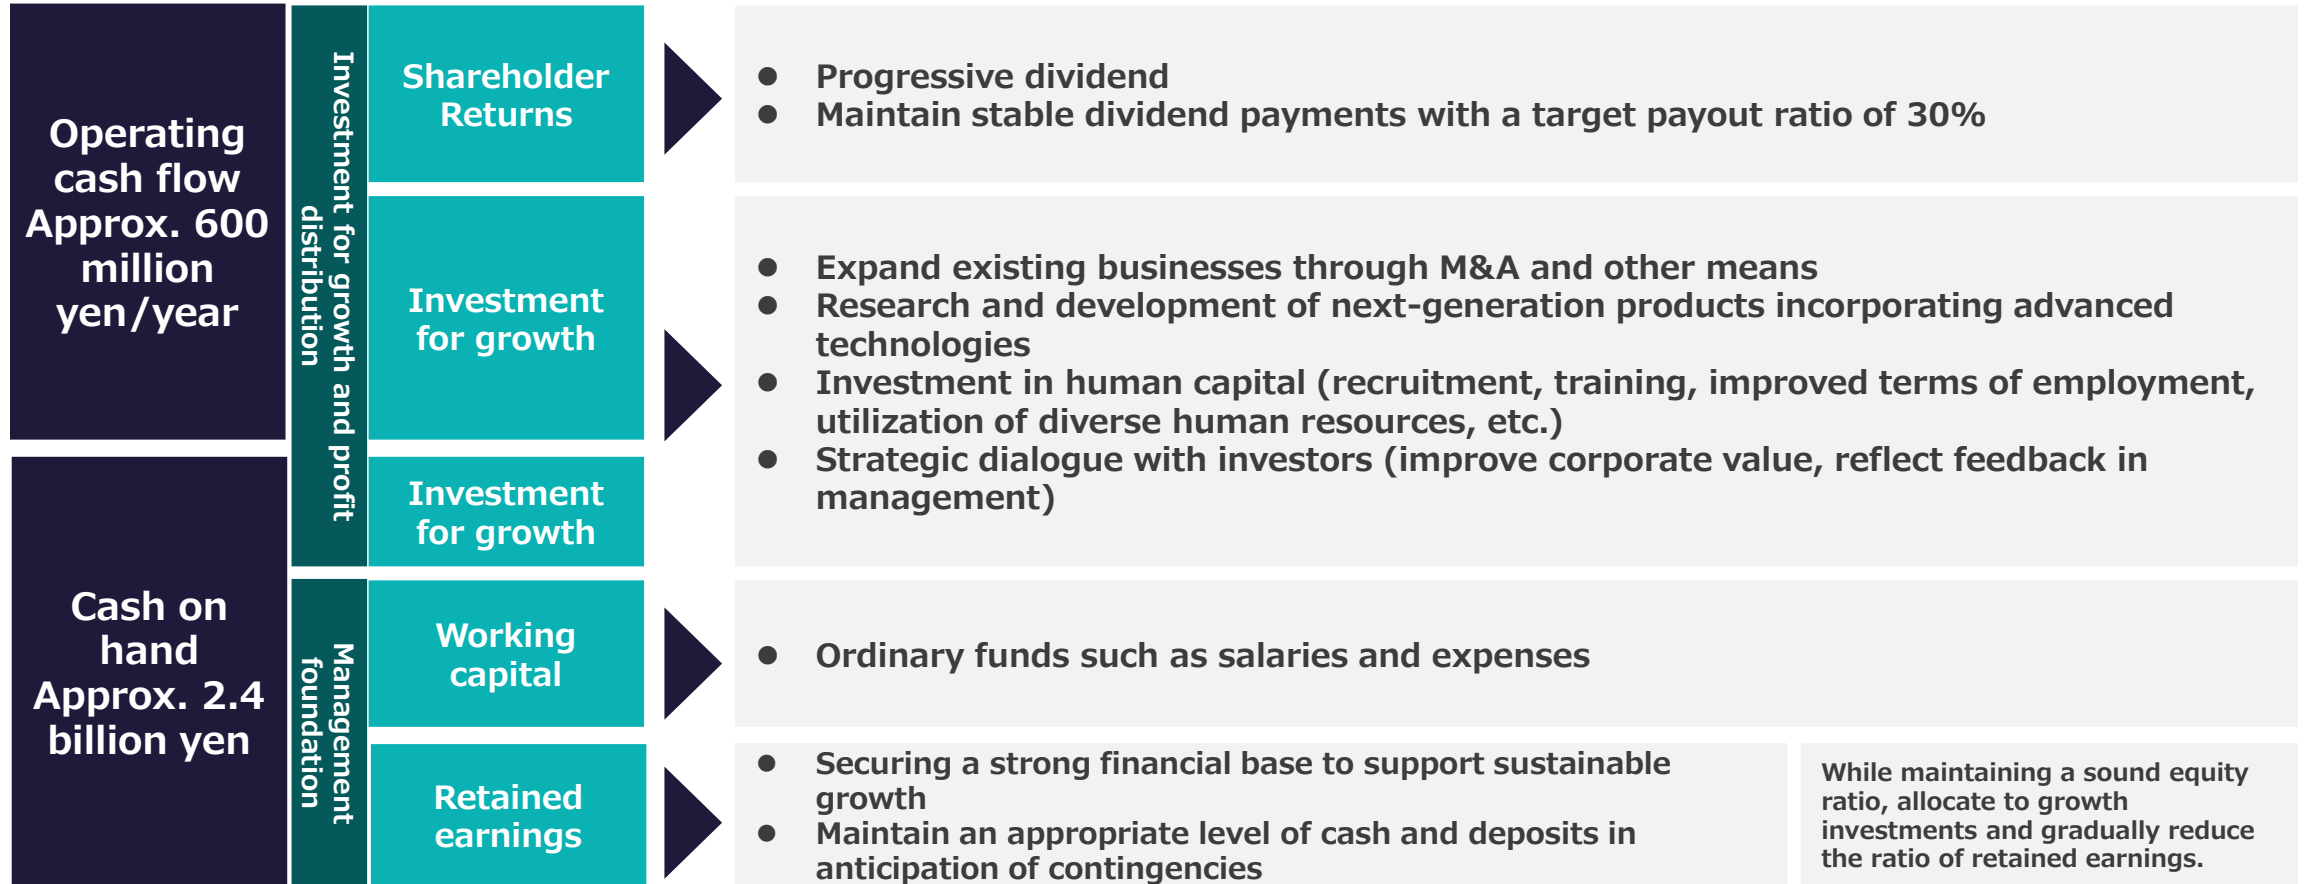 Operating
cash flow
Approx. 600
million
yen/year
Cash on
hand
Approx. 2.4
billion yen
Investment for growth and profit
distribution
Management
foundation
Shareholder
Returns
● Progressive dividend
● Maintain stable dividend payments with a target payout ratio of 30%
Investment
for growth
Investment
for growth
● Expand existing businesses through M&A and other means
● Research and development of next-generation products incorporating advanced
technologies
● Investment in human capital (recruitment, training, improved terms of employment,
utilization of diverse human resources, etc.)
● Strategic dialogue with investors (improve corporate value, reflect feedback in
management)
Working
capital
● Ordinary funds such as salaries and expenses
Retained
earnings
● Securing a strong financial base to support sustainable
growth
● Maintain an appropriate level of cash and deposits in
anticipation of contingencies
While maintaining a sound equity
ratio, allocate to growth
investments and gradually reduce
the ratio of retained earnings.